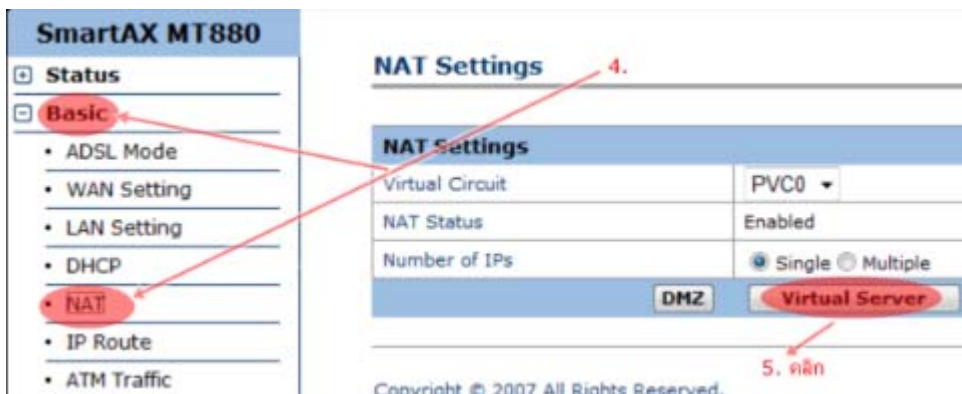 SmartAX MT880
Status
Basic
ADSL Mode
WAN Setting
LAN Setting
DHCP
NAT
IP Route
ATM Traffic
NAT Settings
4.
NAT Settings
Virtual Circuit PVC0
NAT Status Enabled
Number of IPs Single Multiple
DMZ Virtual Server
5. คลิก
Copyright © 2007 All Rights Reserved.